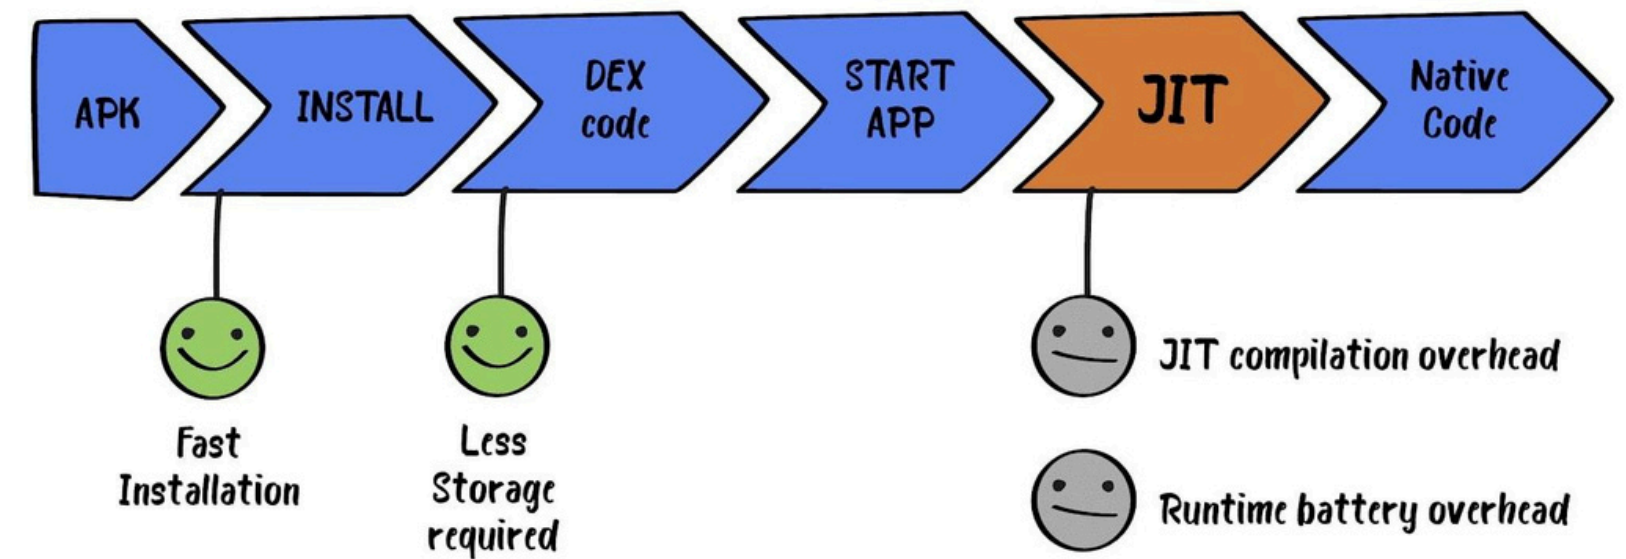 APK
INSTALL
DEX
code
START
APP
JIT
Native
Code
Fast
Installation
Less
Storage
required
JIT compilation overhead
Runtime battery overhead